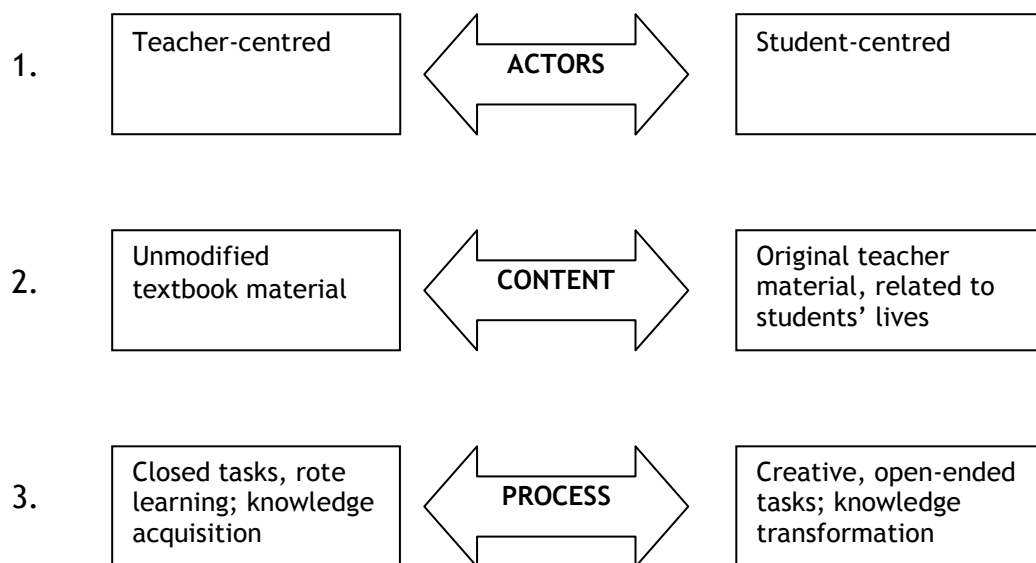 1.
Teacher-centred
ACTORS
Student-centred
2.
Unmodified
textbook material
CONTENT
Original teacher
material, related to
students’ lives
3.
Closed tasks, rote
learning; knowledge
acquisition
PROCESS
Creative, open-ended
tasks; knowledge
transformation